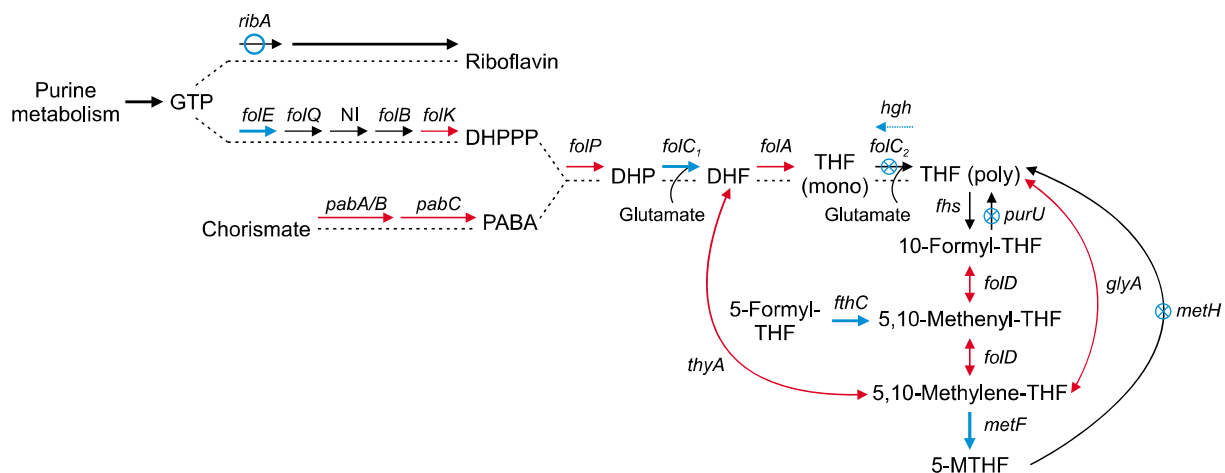 ribA
Riboflavin
Purine
metabolism
GTP
folE folQ NI folB folK
DHPPP
folP
DHP
folC1
Glutamate
DHF
folA
THF
(mono)
hgh
folC2
Glutamate
THF (poly)
Chorismate
pabA/B pabC
PABA
fhs
purU
10-Formyl-THF
folD
glyA
metH
5-Formyl-
THF
fthC
5,10-Methenyl-THF
folD
thyA
5,10-Methylene-THF
metF
5-MTHF